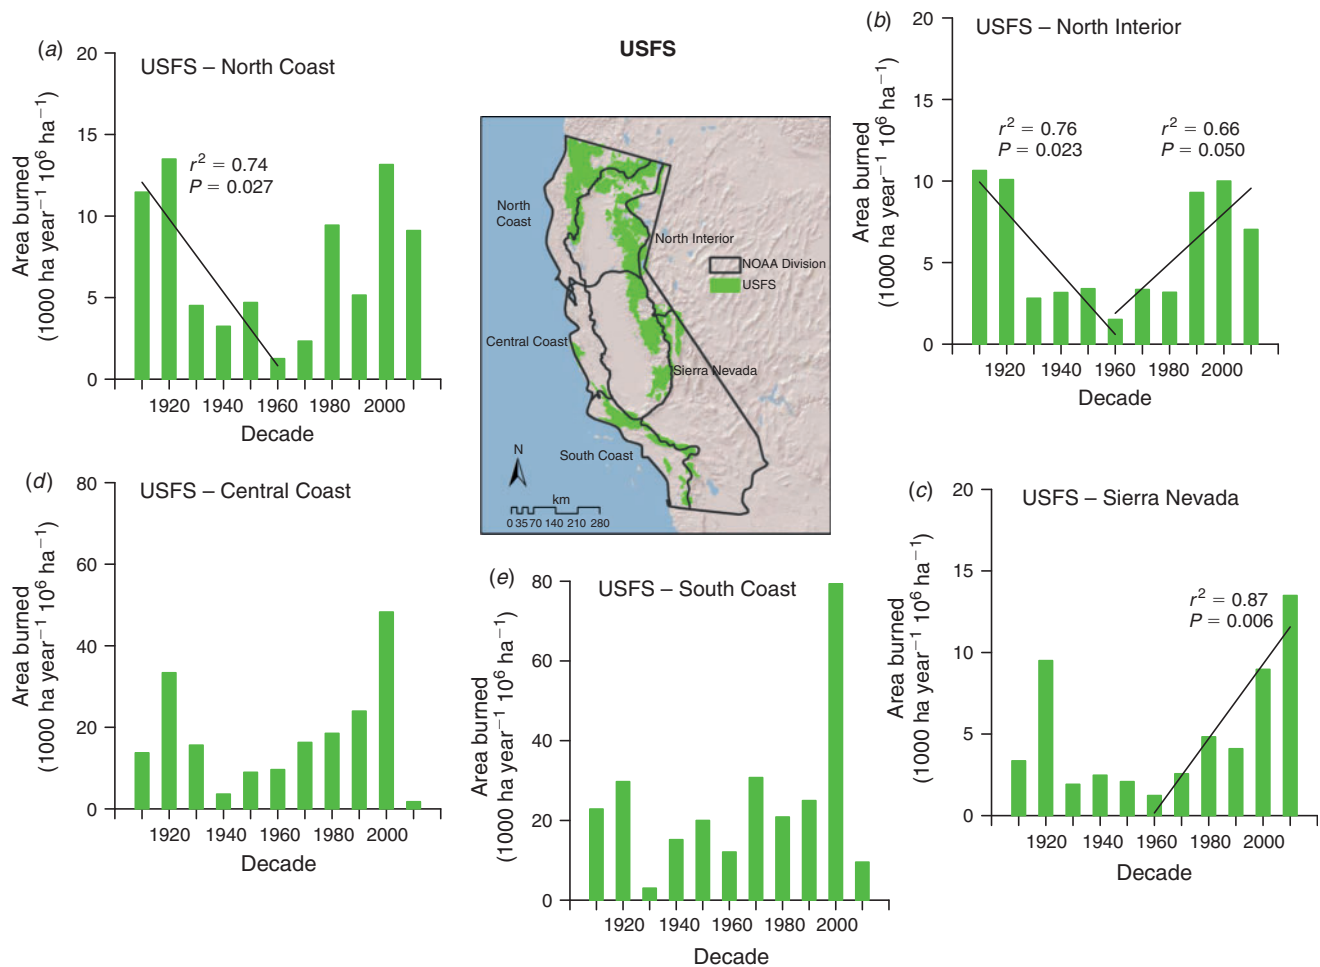 USFS
(a)
USFS – North Coast
Area burned
(1000 ha year⁻¹ 10⁶ ha⁻¹)
20
15
10
5
0
r² = 0.74
P = 0.027
1920 1940 1960 1980 2000
Decade
(b)
USFS – North Interior
Area burned
(1000 ha year⁻¹ 10⁶ ha⁻¹)
20
15
10
5
0
r² = 0.76
P = 0.023
r² = 0.66
P = 0.050
1920 1940 1960 1980 2000
Decade
North
Coast
North Interior
NOAA Division
USFS
Central Coast
Sierra Nevada
South Coast
N
km
0 35 70 140 210 280
(d)
USFS – Central Coast
Area burned
(1000 ha year⁻¹ 10⁶ ha⁻¹)
80
60
40
20
0
1920 1940 1960 1980 2000
Decade
(e)
USFS – South Coast
Area burned
(1000 ha year⁻¹ 10⁶ ha⁻¹)
80
60
40
20
0
1920 1940 1960 1980 2000
Decade
(c)
USFS – Sierra Nevada
Area burned
(1000 ha year⁻¹ 10⁶ ha⁻¹)
20
15
10
5
0
r² = 0.87
P = 0.006
1920 1940 1960 1980 2000
Decade